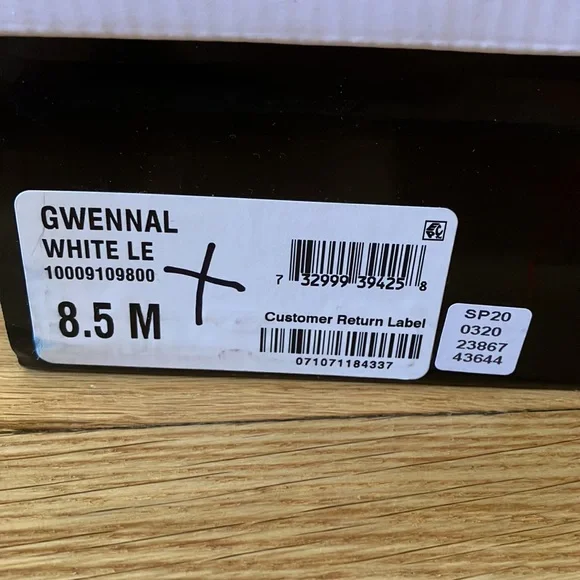 GWENNAL
WHITE LE
10009109800
8.5 M
7 32999 39425 8
Customer Return Label
071071184337
SP20
0320
23867
43644